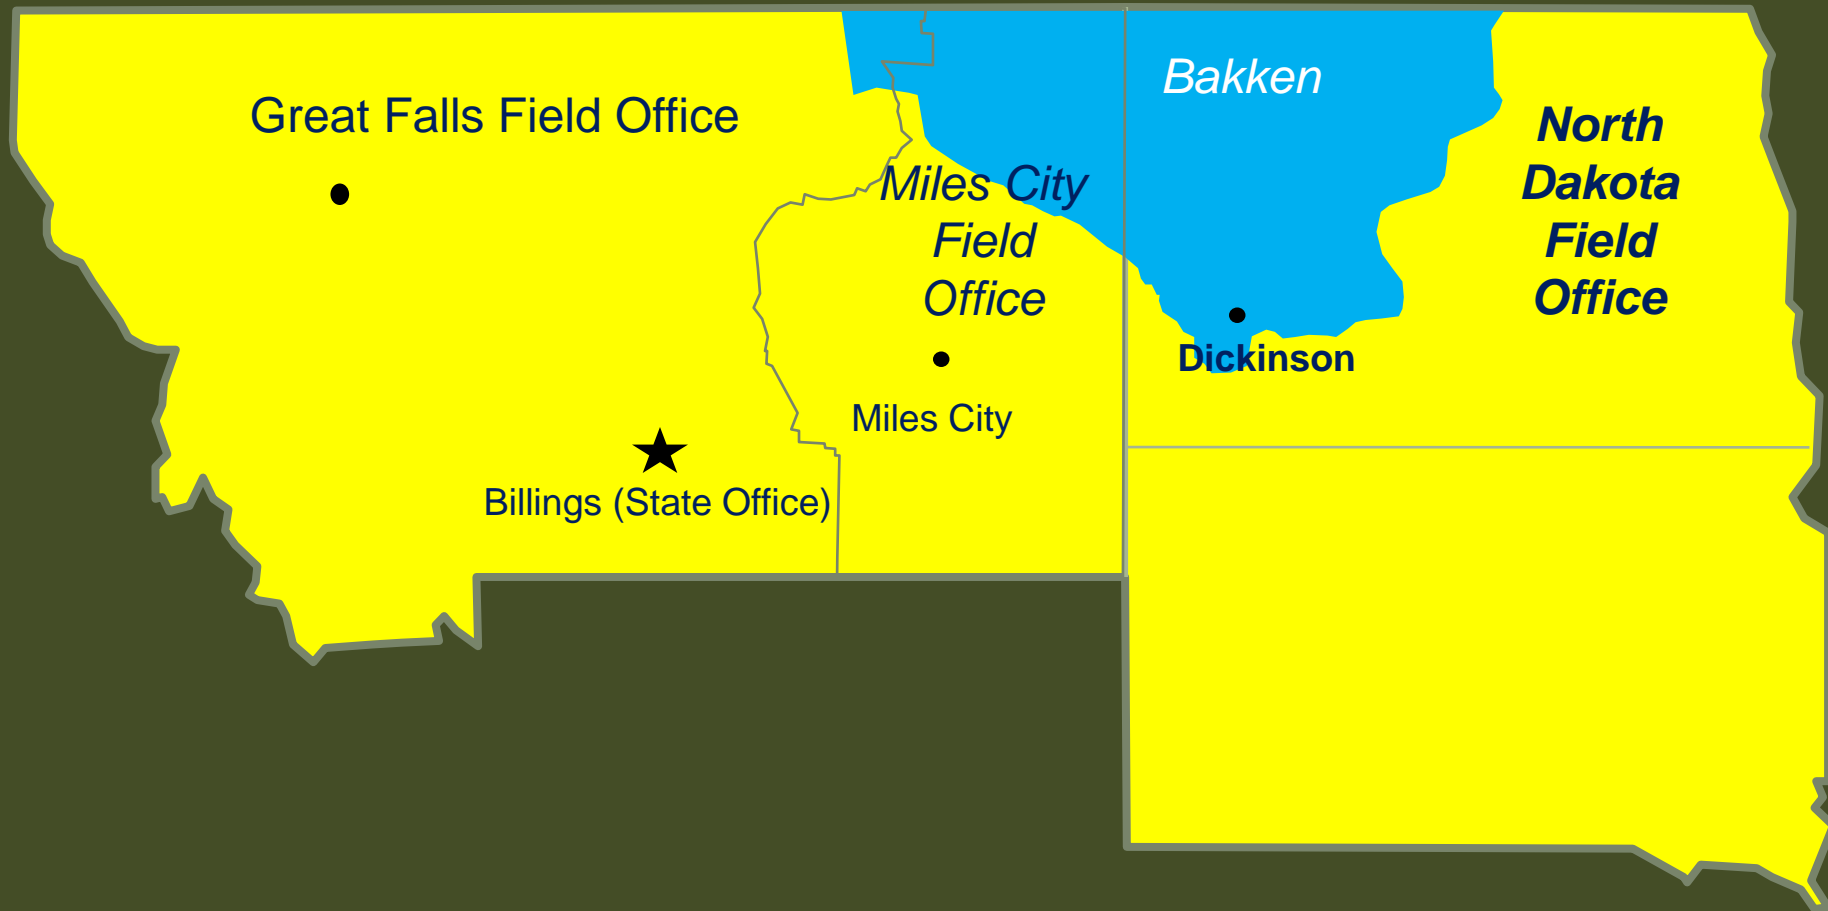 Bakken
Great Falls Field Office
North
Dakota
Field
Office
Miles City
Field
Office
Dickinson
Miles City
Billings (State Office)